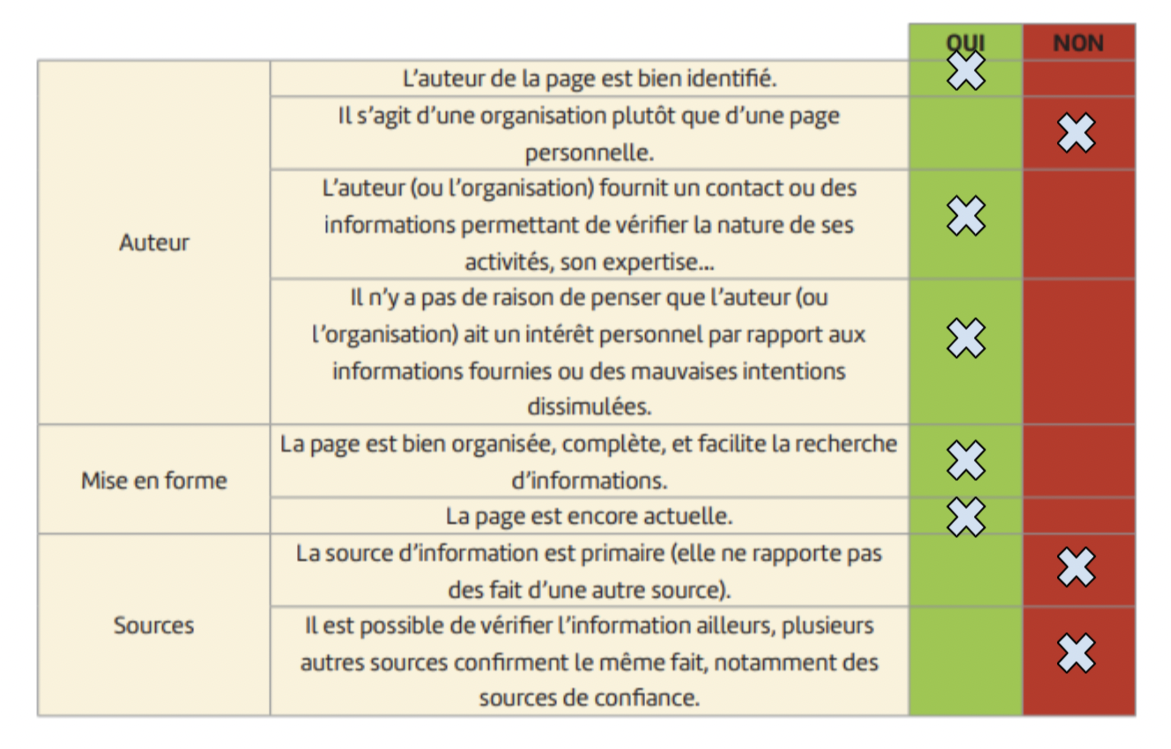 OUI NON
L'auteur de la page est bien identifié.
Il s'agit d'une organisation plutôt que d'une page
personnelle.
L'auteur (ou l'organisation) fournit un contact ou des
informations permettant de vérifier la nature de ses
activités, son expertise...
Auteur
Il n'y a pas de raison de penser que l'auteur (ou
l'organisation) ait un intérêt personnel par rapport aux
informations fournies ou des mauvaises intentions
dissimulées.
La page est bien organisée, complète, et facilite la recherche
d'informations.
Mise en forme
La page est encore actuelle.
La source d'information est primaire (elle ne rapporte pas
des fait d'une autre source).
Sources
Il est possible de vérifier l'information ailleurs, plusieurs
autres sources confirment le même fait, notamment des
sources de confiance.